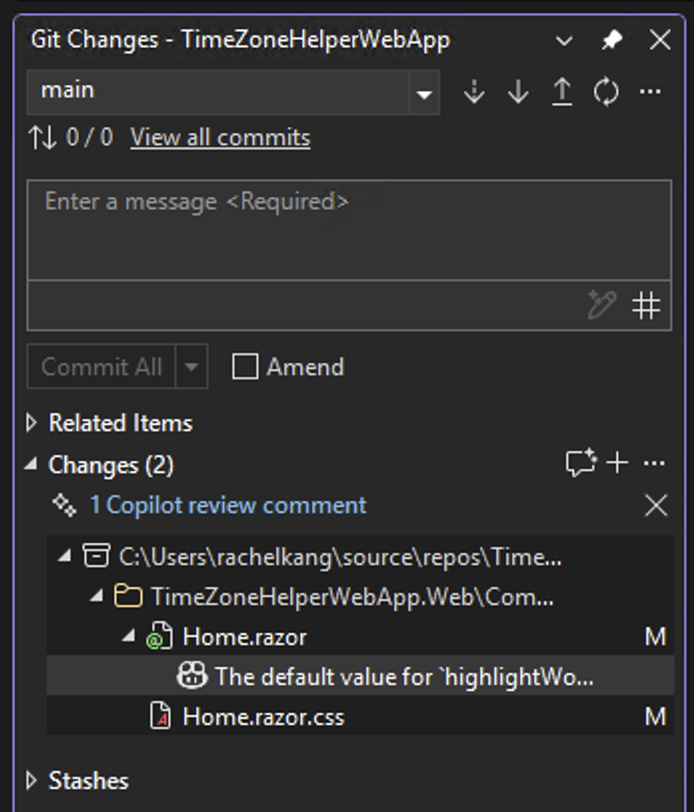 Git Changes - TimeZoneHelperWebApp
main
0 / 0 View all commits
Enter a message <Required>
Commit All Amend
Related Items
Changes (2)
1 Copilot review comment
C:\Users\rachelkang\source\repos\Time...
TimeZoneHelperWebApp.Web\Com...
Home.razor M
The default value for `highlightWo...
Home.razor.css M
Stashes